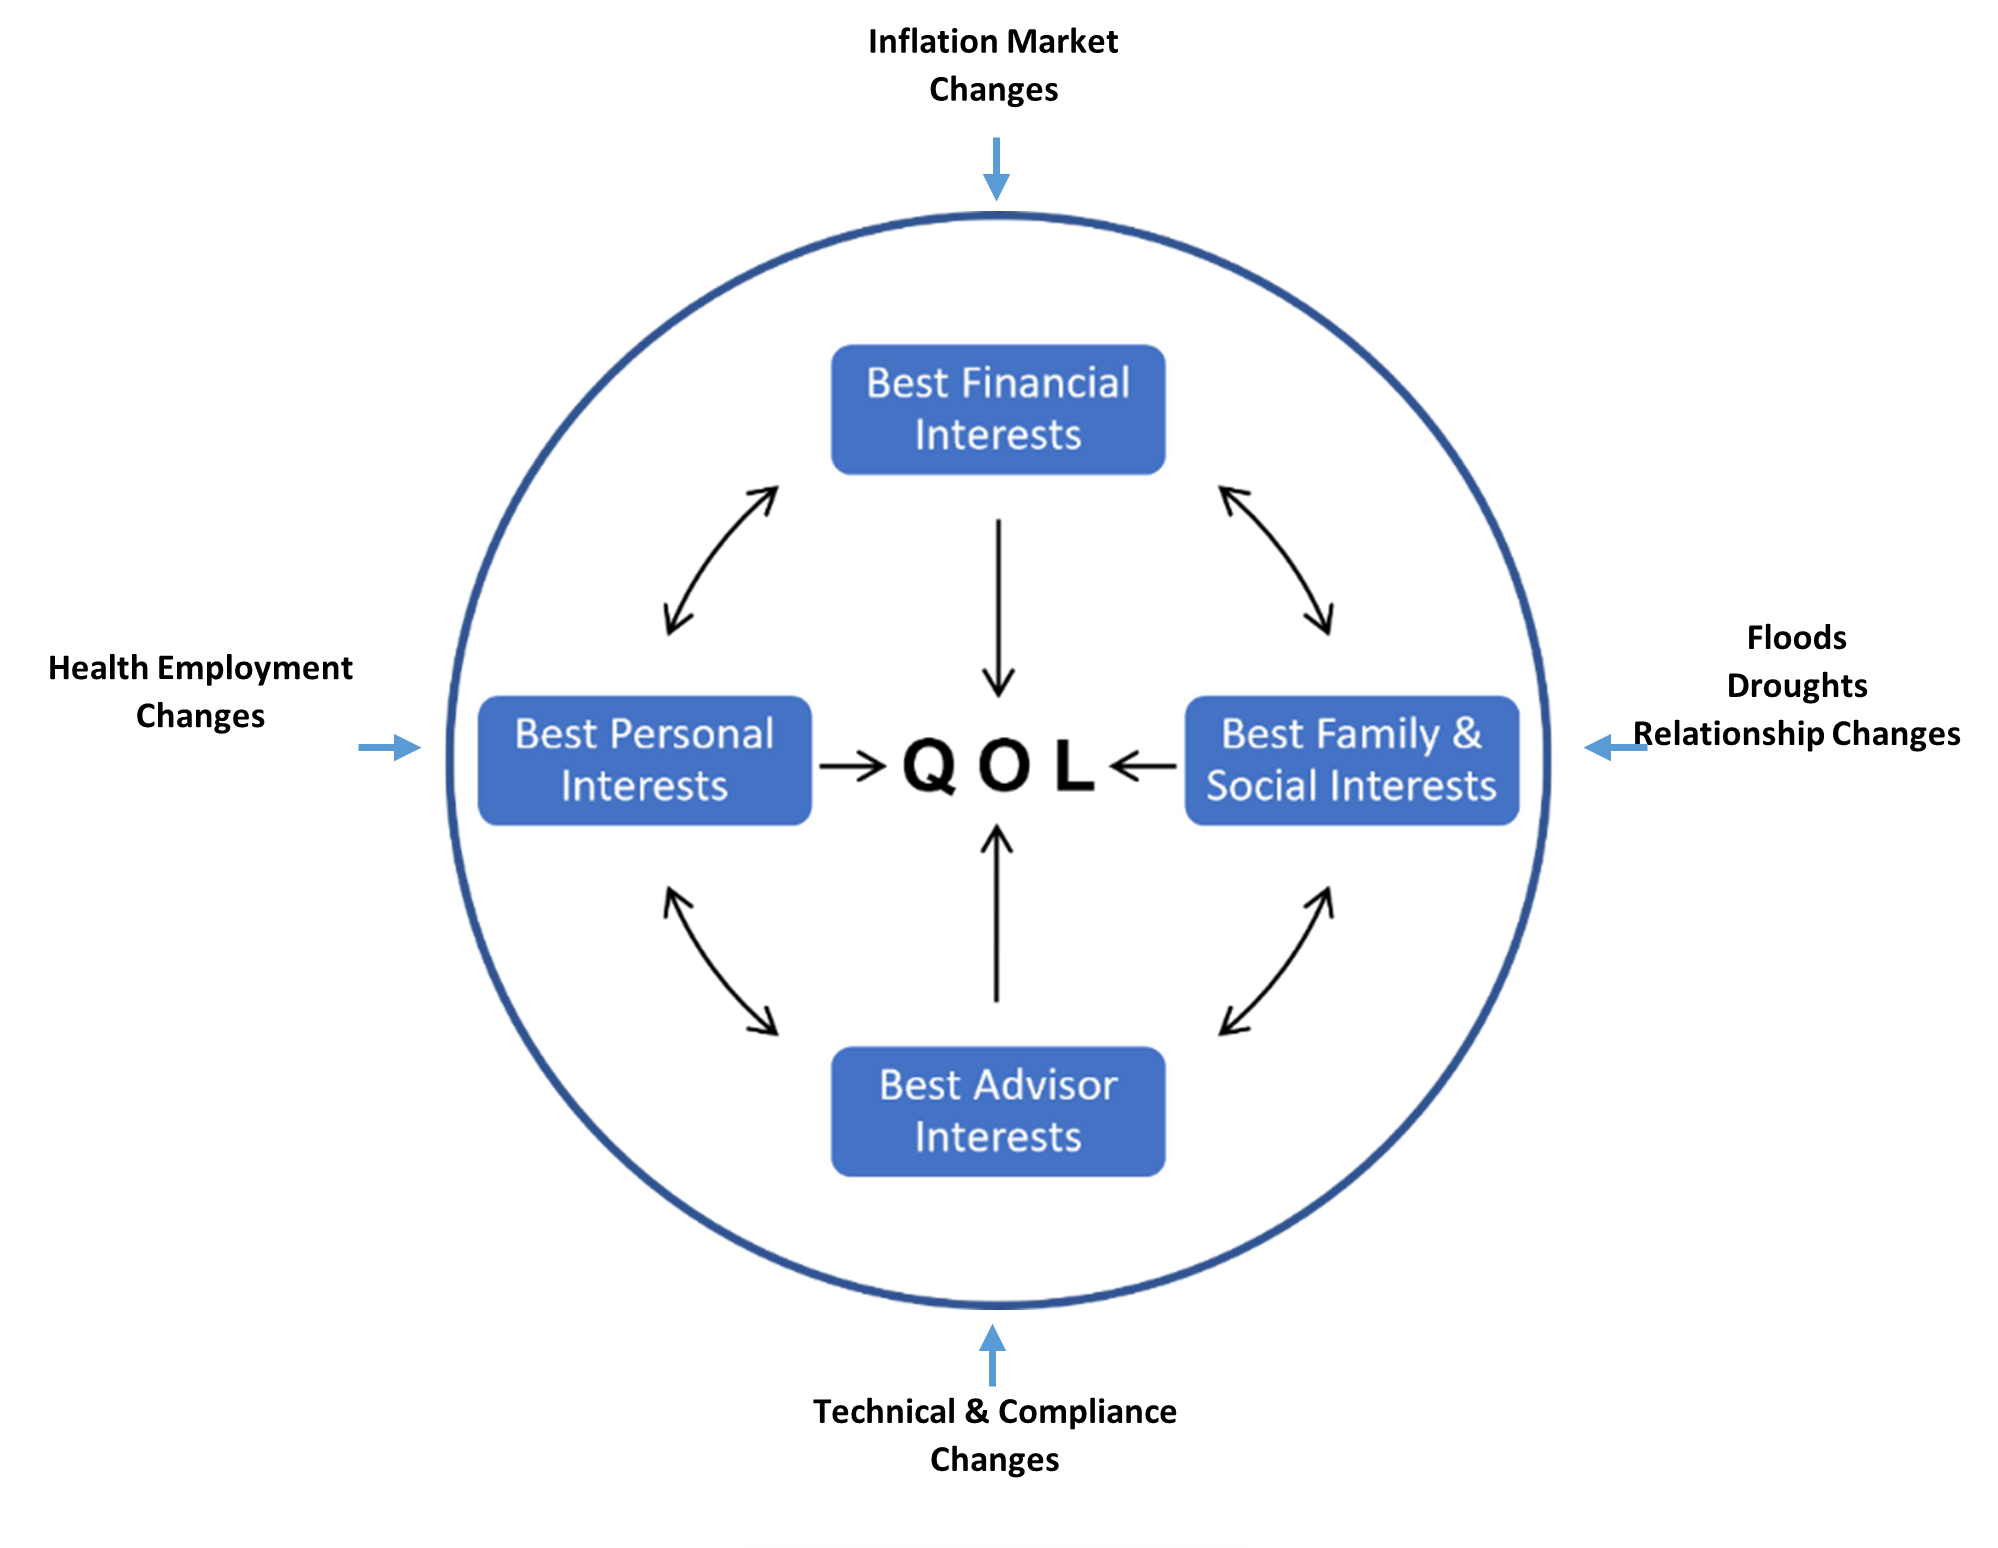 Inflation Market
Changes
Best Financial
Interests
Health Employment
Changes
Best Personal
Interests
Q O L
Best Family &
Social Interests
Floods
Droughts
Relationship Changes
Best Advisor
Interests
Technical & Compliance
Changes